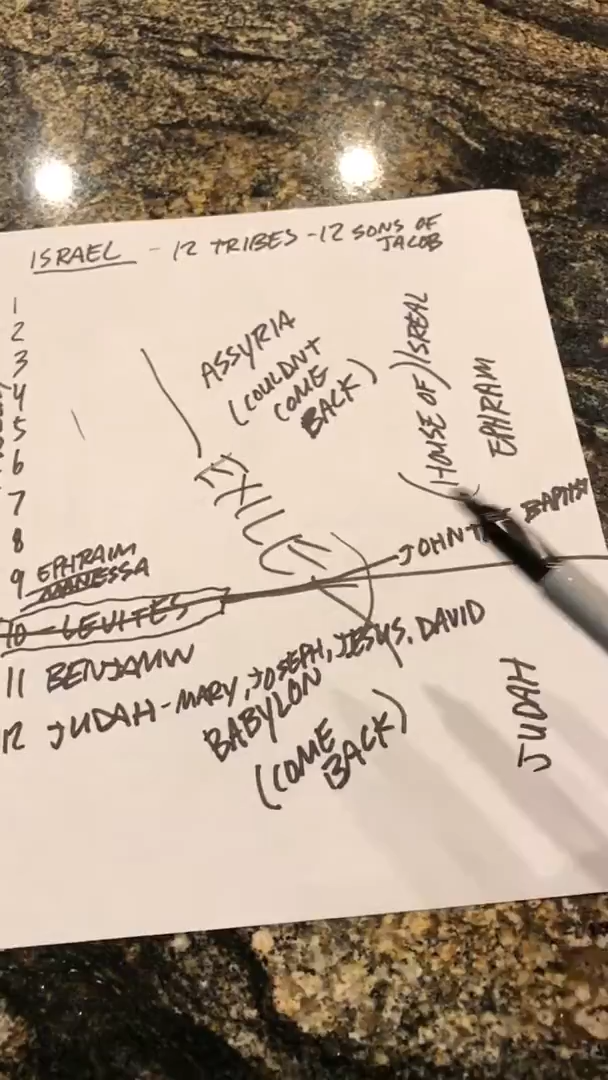 ISRAEL - 12 TRIBES - 12 SONS OF JACOB
1
2
3
4
5
6
7
8
9 EPHRAIM
MANESSA
10 - LEVITES
11 BENJAMIN
12 JUDAH - MARY, JOSEPH, JESUS, DAVID
ASSYRIA
(COULDNT
COME
BACK)
EXILE
(HOUSE OF) ISREAL
EPHRAM
JOHN BAPTIST
BABYLON
(COME
BACK)
JUDAH